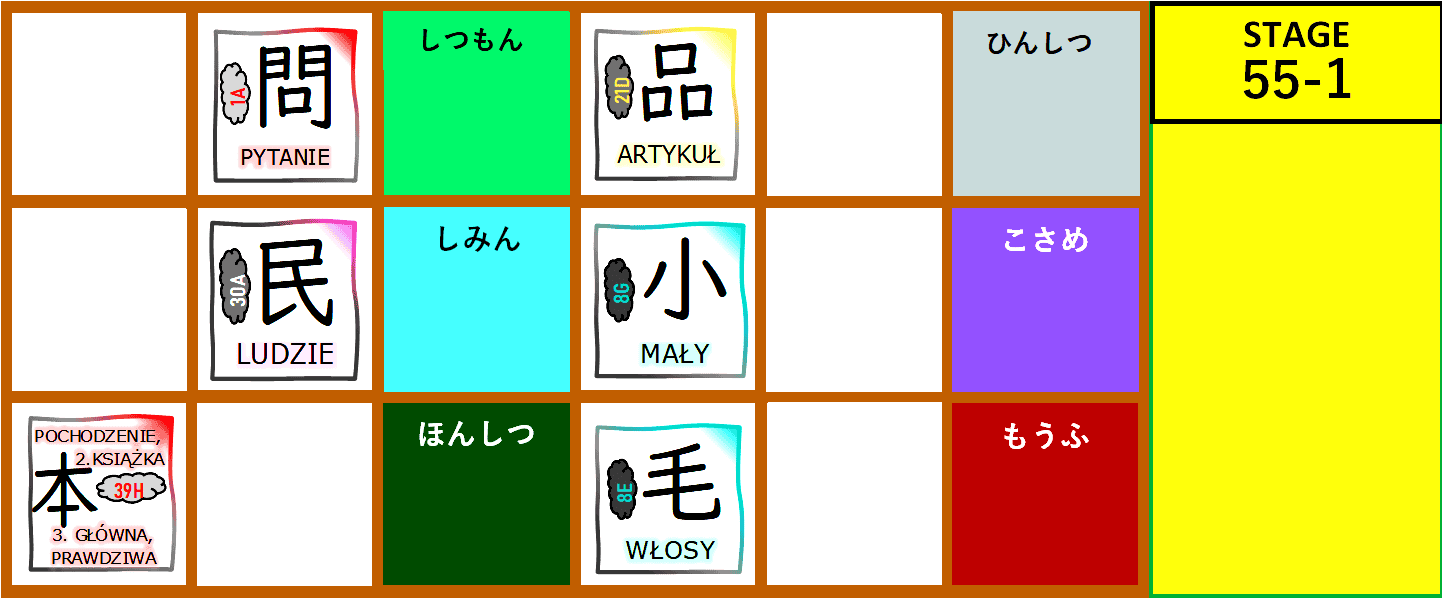 1A
問
PYTANIE
しつもん
21D
品
ARTYKUŁ
ひんしつ
STAGE
55-1
30A
民
LUDZIE
しみん
8G
小
MAŁY
こさめ
POCHODZENIE,
2.KSIĄŻKA
本
39H
3. GŁÓWNA,
PRAWDZIWA
ほんしつ
8E
毛
WŁOSY
もうふ